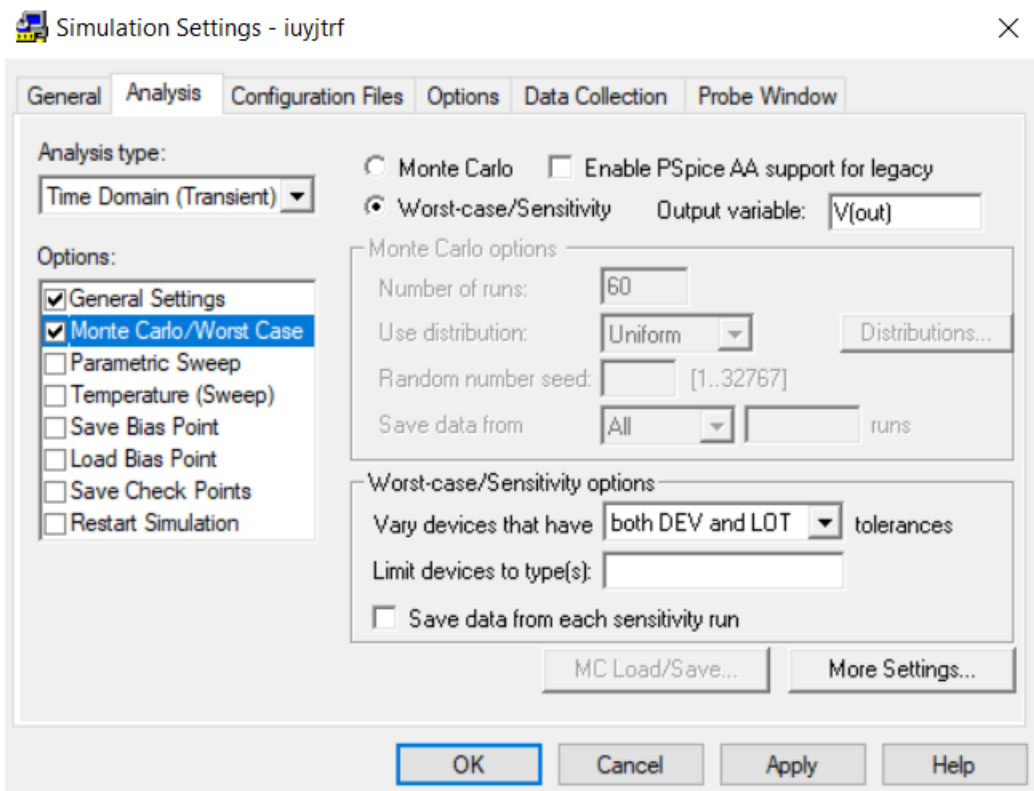 Simulation Settings - iuyjtrf
General Analysis Configuration Files Options Data Collection Probe Window
Analysis type:
Time Domain (Transient)
Options:
General Settings
Monte Carlo/Worst Case
Parametric Sweep
Temperature (Sweep)
Save Bias Point
Load Bias Point
Save Check Points
Restart Simulation
Monte Carlo Enable PSpice AA support for legacy
Worst-case/Sensitivity Output variable: V(out)
Monte Carlo options
Number of runs: 60
Use distribution: Uniform Distributions...
Random number seed: [1..32767]
Save data from All runs
Worst-case/Sensitivity options
Vary devices that have both DEV and LOT tolerances
Limit devices to type(s):
Save data from each sensitivity run
MC Load/Save... More Settings...
OK Cancel Apply Help